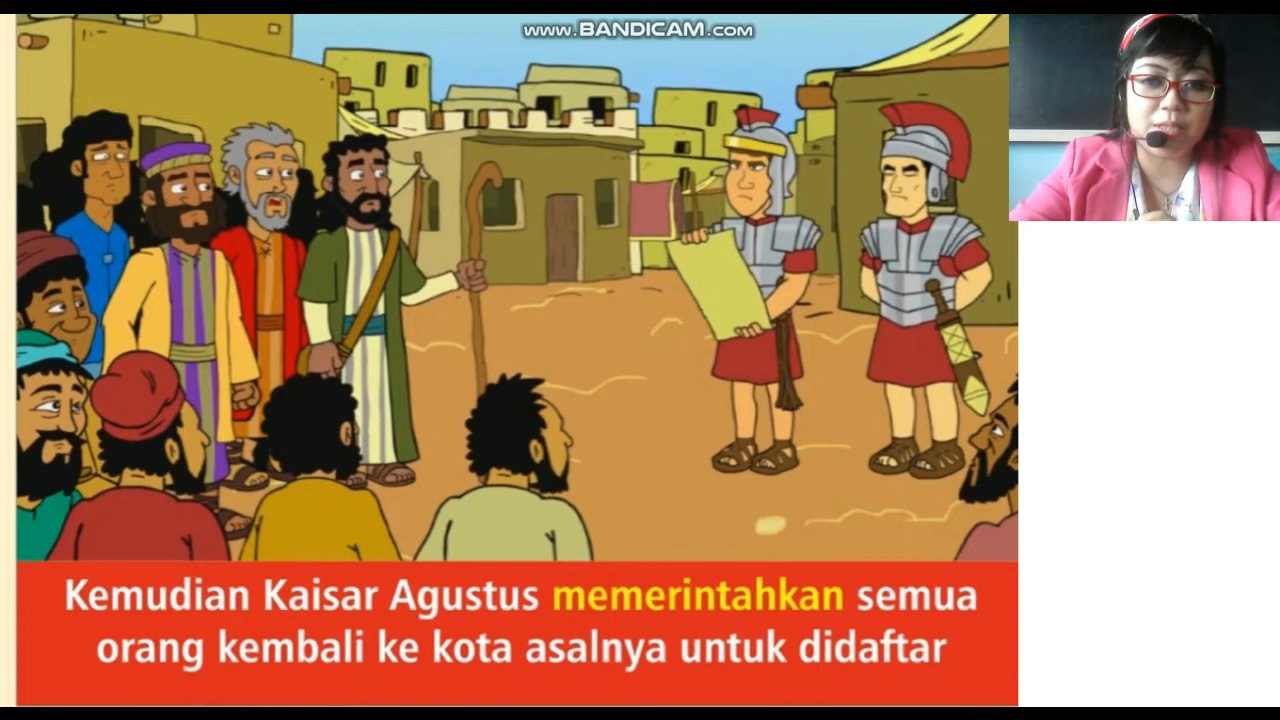 www.BANDICAM.com
Kemudian Kaisar Agustus memerintahkan semua
orang kembali ke kota asalnya untuk didaftar